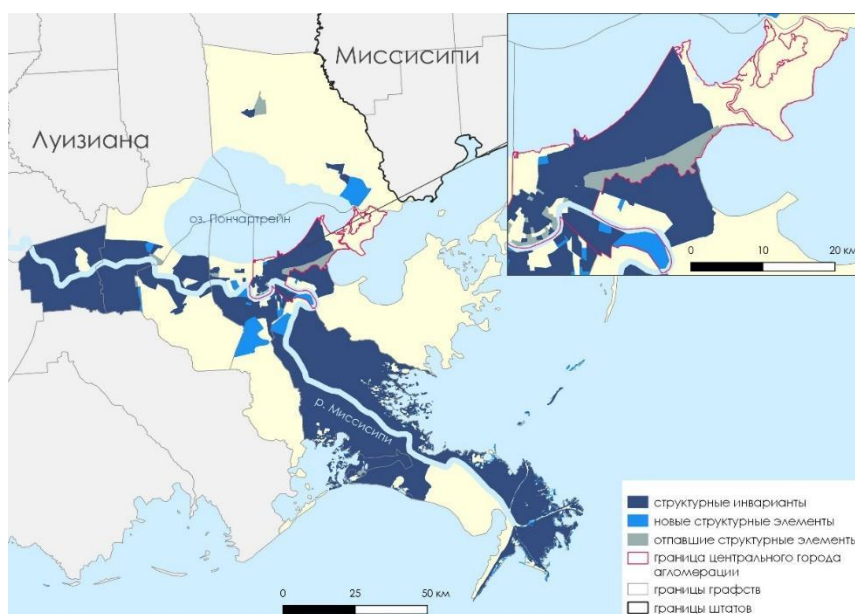 Миссисипи
Луизиана
оз. Пончартрейн
0 10 20 км
р. Миссисипи
структурные инварианты
новые структурные элементы
отпавшие структурные элементы
граница центрального города
агломерации
границы графств
границы штатов
0 25 50 км